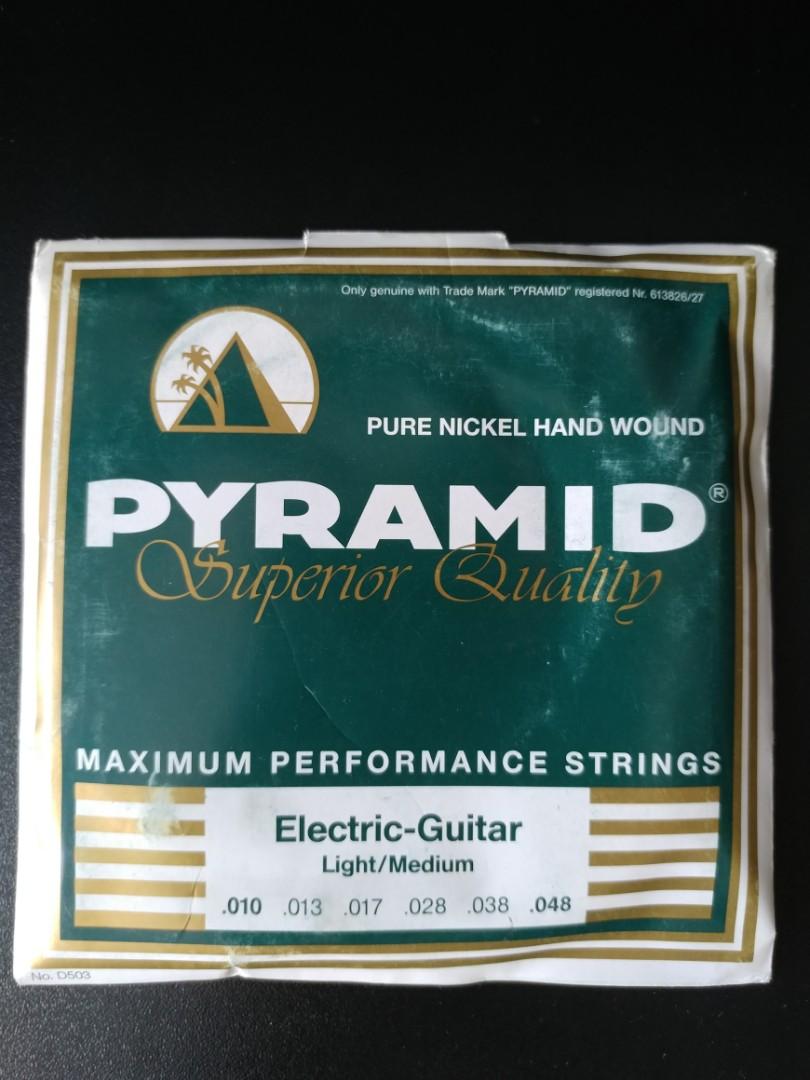 Only genuine with Trade Mark "PYRAMID" registered Nr. 613826/27
PURE NICKEL HAND WOUND
PYRAMID®
Superior Quality
MAXIMUM PERFORMANCE STRINGS
Electric-Guitar
Light/Medium
.010 .013 .017 .028 .038 .048
No. D503